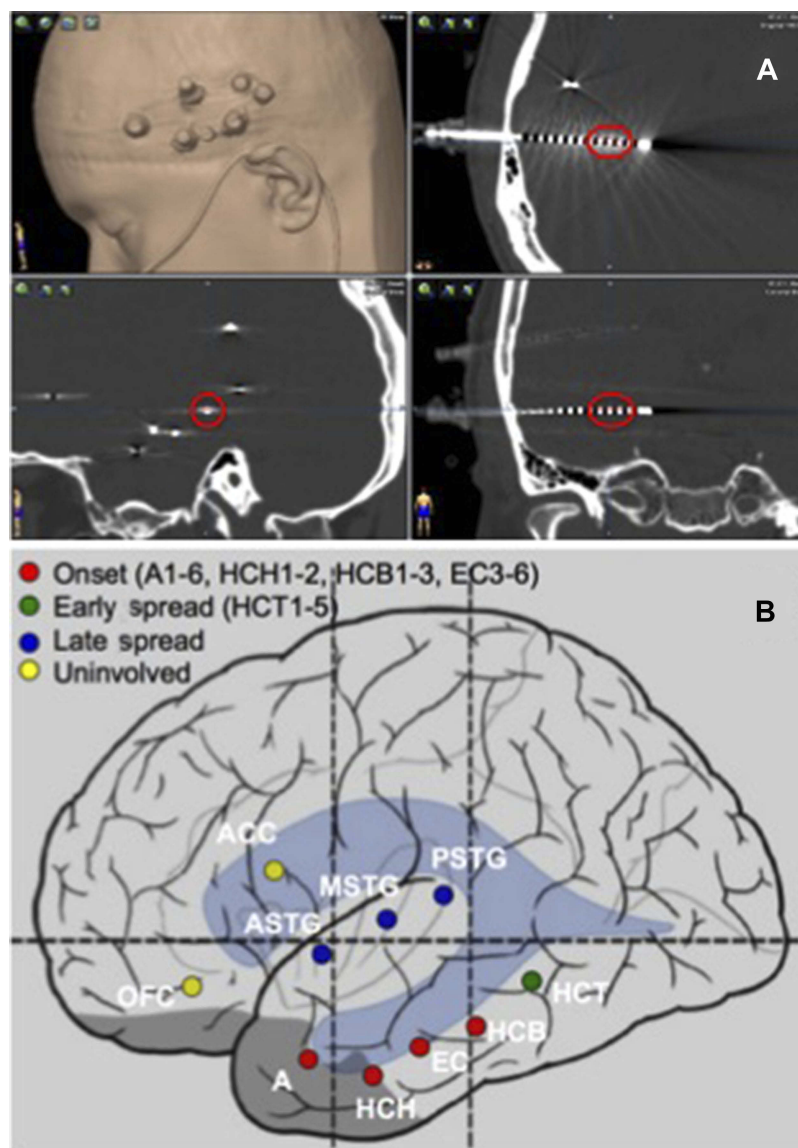 A
Onset (A1-6, HCH1-2, HCB1-3, EC3-6)
Early spread (HCT1-5)
Late spread
Uninvolved
B
ACC
PSTG
MSTG
ASTG
OFC
HCT
HCB
EC
A
HCH